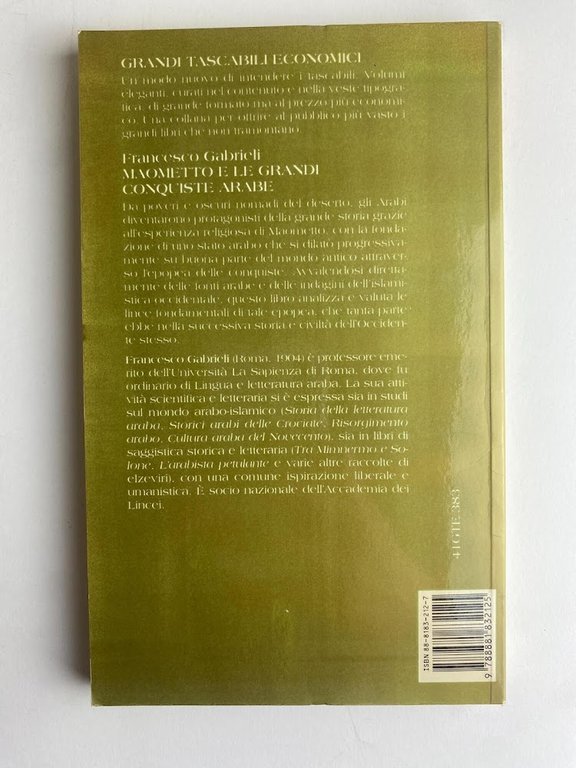 GRANDI TASCABILI ECONOMICI
Un modo nuovo di intendere i tascabili. Volumi
eleganti, curati nel contenuto e nella veste tipogra-
fica, di grande formato ma al prezzo più economi-
co. Una collana per offrire al pubblico più vasto i
grandi libri che non tramontano.
Francesco Gabrieli
MAOMETTO E LE GRANDI
CONQUISTE ARABE
Da poveri e oscuri nomadi del deserto, gli Arabi
diventarono protagonisti della grande storia grazie
all'esperienza religiosa di Maometto, con la fonda-
zione di uno stato arabo che si dilatò progressiva-
mente su buona parte del mondo antico attraver-
so l'epopea delle conquiste. Avvalendosi diretta-
mente delle fonti arabe e delle indagini dell'islami-
stica occidentale, questo libro analizza e valuta le
linee fondamentali di tale epopea, che tanta parte
ebbe nella successiva storia e civiltà dell'Occiden-
te stesso.
Francesco Gabrieli (Roma, 1904) è professore eme-
rito dell'Università La Sapienza di Roma, dove fu
ordinario di Lingua e letteratura araba. La sua atti-
vità scientifica e letteraria si è espressa sia in studi
sul mondo arabo-islamico (Storia della letteratura
araba, Storici arabi delle Crociate, Risorgimento
arabo, Cultura araba del Novecento), sia in libri di
saggistica storica e letteraria (Tra Mimnermo e So-
lone, L'arabista petulante e varie altre raccolte di
elzeviri), con una comune ispirazione liberale e
umanistica. È socio nazionale dell'Accademia dei
Lincei.
41GTE 383
ISBN 88-8183-212-7
9 788881 832125